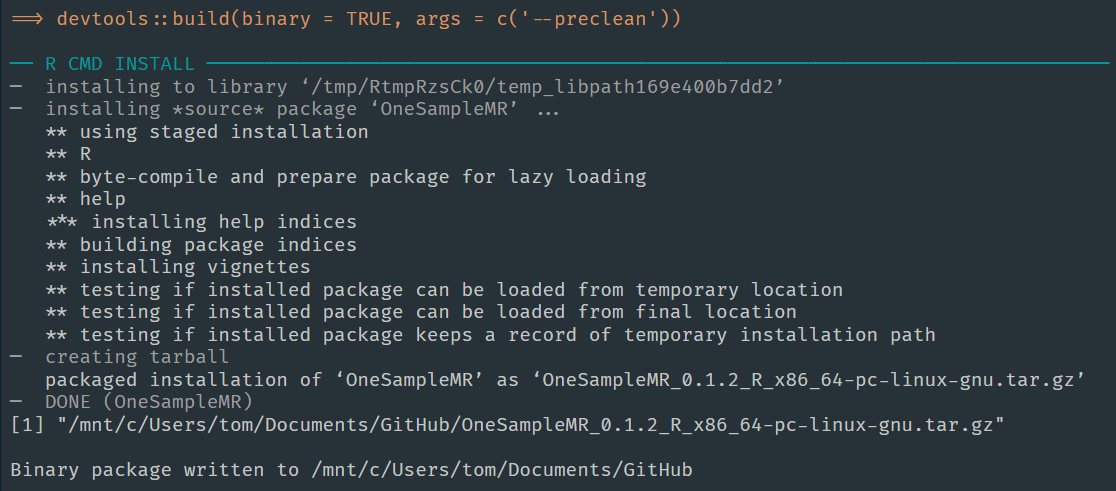 ==> devtools::build(binary = TRUE, args = c('--preclean'))
── R CMD INSTALL ──
─  installing to library ‘/tmp/RtmpRzsCk0/temp_libpath169e400b7dd2’
─  installing *source* package ‘OneSampleMR’ ...
   ** using staged installation
   ** R
   ** byte-compile and prepare package for lazy loading
   ** help
   *** installing help indices
   ** building package indices
   ** installing vignettes
   ** testing if installed package can be loaded from temporary location
   ** testing if installed package can be loaded from final location
   ** testing if installed package keeps a record of temporary installation path
─  creating tarball
   packaged installation of ‘OneSampleMR’ as ‘OneSampleMR_0.1.2_R_x86_64-pc-linux-gnu.tar.gz’
─  DONE (OneSampleMR)
[1] "/mnt/c/Users/tom/Documents/GitHub/OneSampleMR_0.1.2_R_x86_64-pc-linux-gnu.tar.gz"
Binary package written to /mnt/c/Users/tom/Documents/GitHub